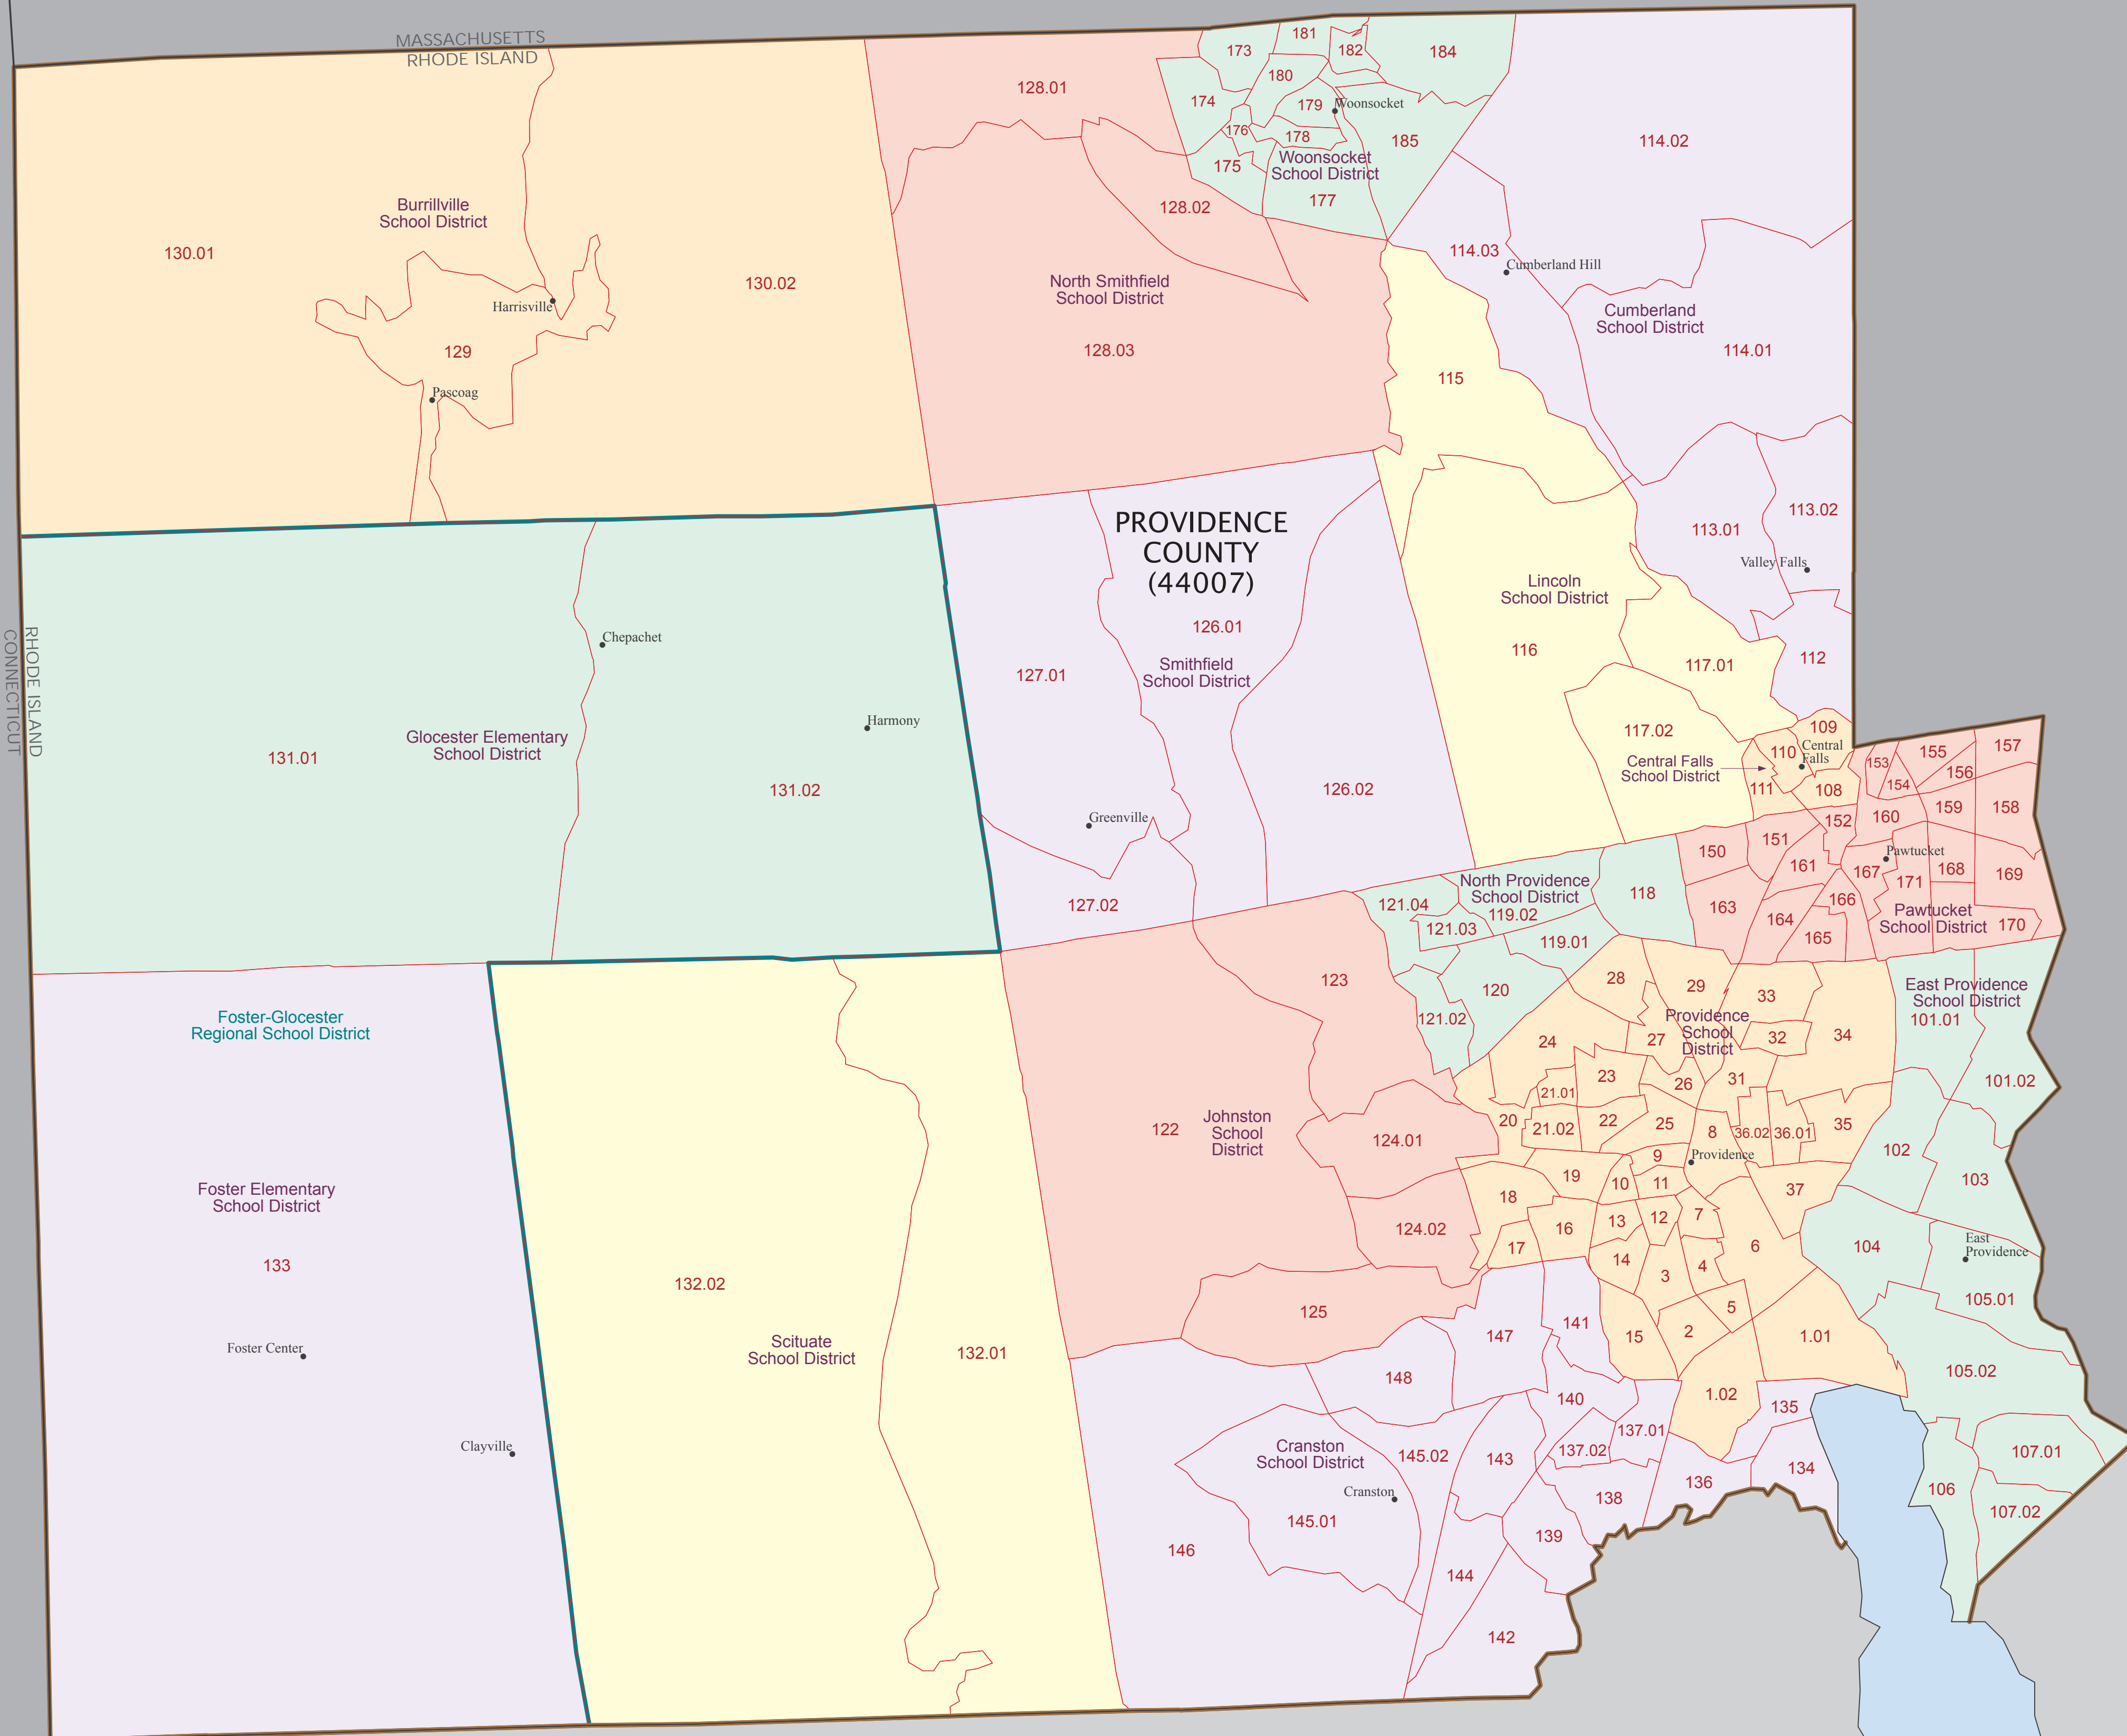 MASSACHUSETTS
RHODE ISLAND
RHODE ISLAND
CONNECTICUT
PROVIDENCE
COUNTY
(44007)
Burrillville
School District
130.01
130.02
129
Harrisville
Pascoag
North Smithfield
School District
128.01
128.02
128.03
Woonsocket
School District
Woonsocket
173
181
182
184
180
174
179
176
178
185
175
177
Cumberland
School District
114.02
114.03
Cumberland Hill
114.01
113.01
113.02
Valley Falls
112
Lincoln
School District
115
116
117.01
117.02
Central Falls
School District
109
110
Central
Falls
111
108
Smithfield
School District
126.01
127.01
126.02
Greenville
127.02
Glocester Elementary
School District
131.01
Chepachet
Harmony
131.02
Foster-Glocester
Regional School District
Foster Elementary
School District
133
Foster Center
Clayville
Scituate
School District
132.02
132.01
Johnston
School
District
123
122
124.01
124.02
125
North Providence
School District
121.04
119.02
118
121.03
119.01
120
121.02
Pawtucket
School District
Pawtucket
153
155
157
156
154
152
160
159
158
150
151
161
167
168
169
171
166
163
164
165
170
Providence
School
District
Providence
28
29
33
24
27
32
34
23
26
31
21.01
20
21.02
22
25
8
36.02
36.01
35
9
19
10
11
18
37
16
13
12
7
17
14
3
4
6
5
15
2
1.01
1.02
East Providence
School District
101.01
101.02
102
103
104
East
Providence
105.01
105.02
106
107.01
107.02
Cranston
School District
Cranston
147
141
148
140
135
137.01
137.02
145.02
143
134
136
138
145.01
139
146
144
142